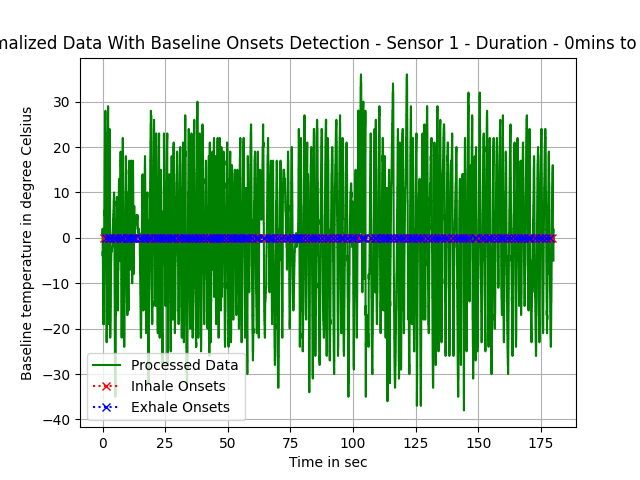 malized Data With Baseline Onsets Detection - Sensor 1 - Duration - 0mins to
Baseline temperature in degree Celsius
30
20
10
0
−10
−20
−30
−40
Processed Data
Inhale Onsets
Exhale Onsets
0 25 50 75 100 125 150 175
Time in sec